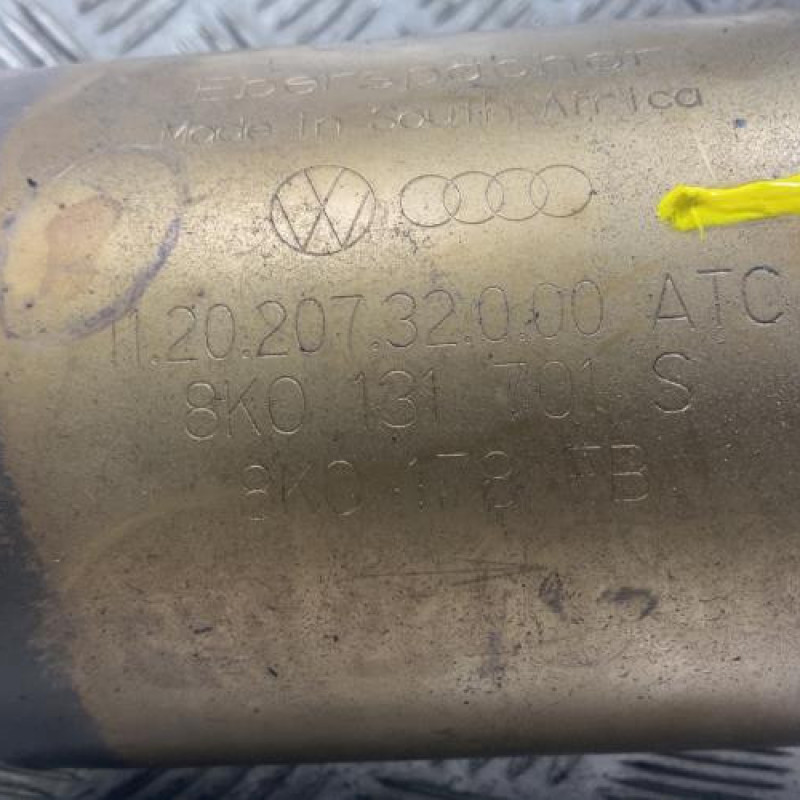 Eberspächer
Made in South Africa
11.20.207.32.0.00 ATC
8K0 131 701 S
8K0 178 FB